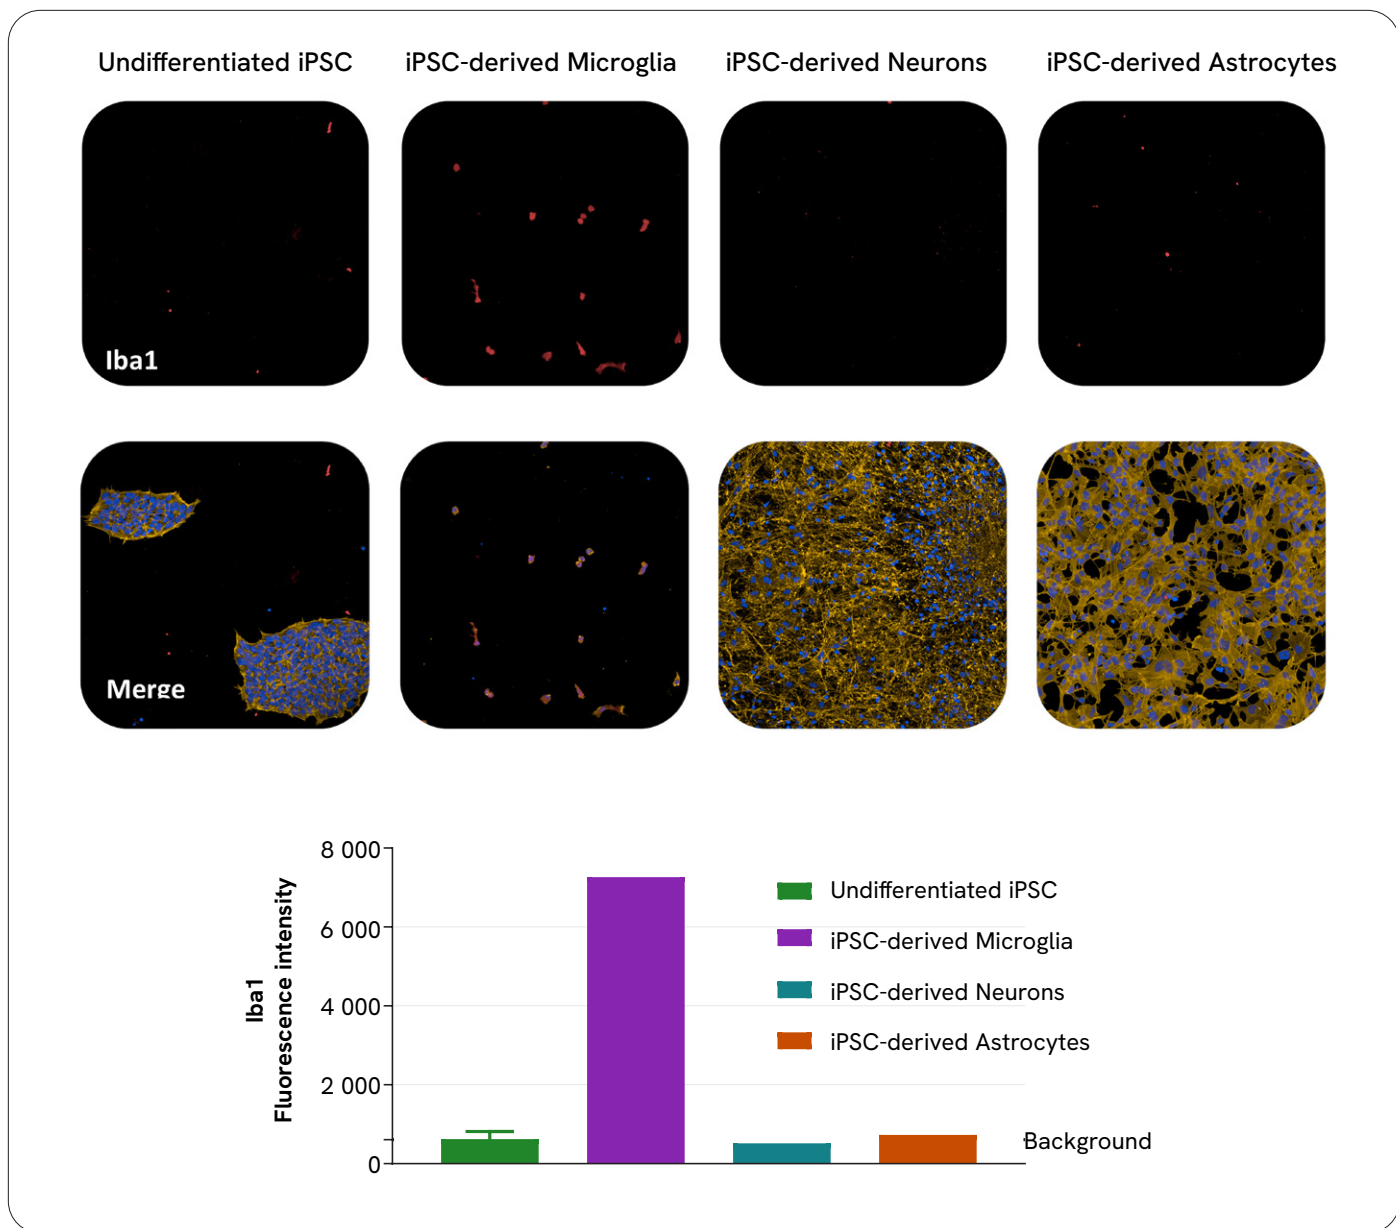 Undifferentiated iPSC
iPSC-derived Microglia
iPSC-derived Neurons
iPSC-derived Astrocytes
Iba1
Merge
Iba1
Fluorescence intensity
8 000
6 000
4 000
2 000
0
Undifferentiated iPSC
iPSC-derived Microglia
iPSC-derived Neurons
iPSC-derived Astrocytes
Background